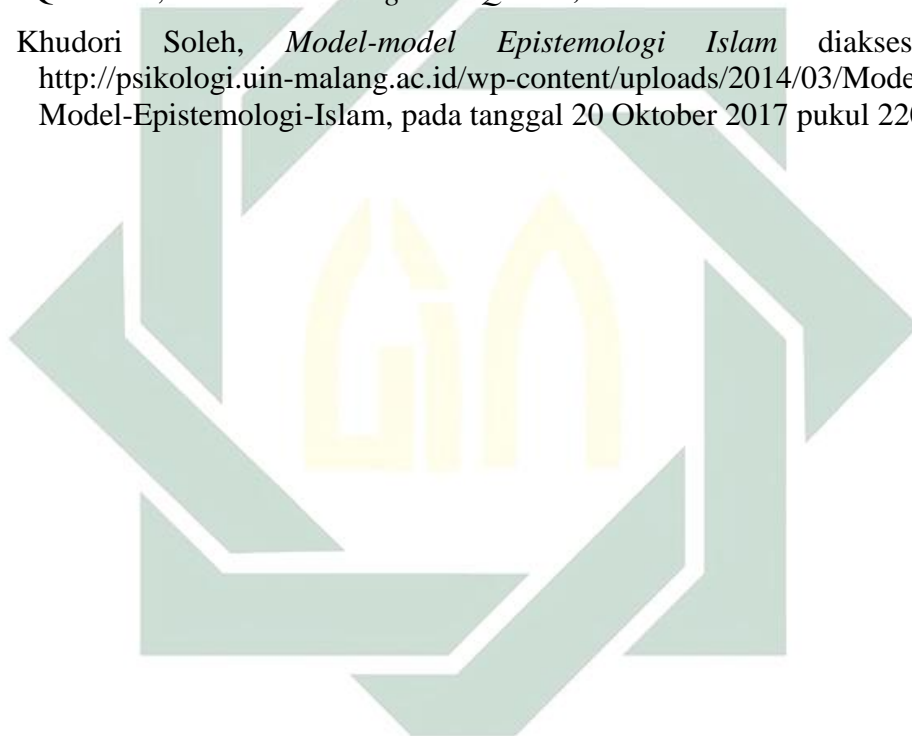 Khudori Soleh, Model-model Epistemologi Islam diakses
http://psikologi.uin-malang.ac.id/wp-content/uploads/2014/03/Mode
Model-Epistemologi-Islam, pada tanggal 20 Oktober 2017 pukul 220
uin